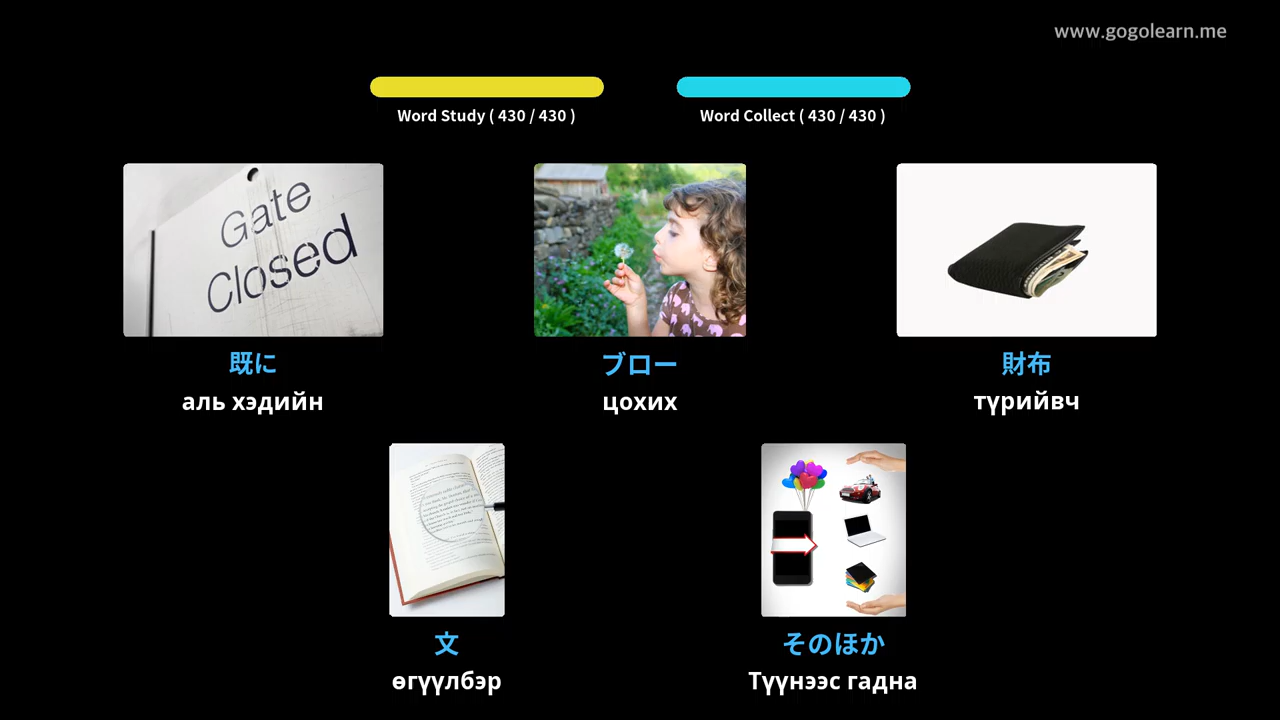 www.gogolearn.me
Word Study ( 430 / 430 )
Word Collect ( 430 / 430 )
Gate
Closed
既に
ブロー
財布
аль хэдийн
цохих
түрийвч
文
そのほか
өгүүлбэр
Түүнээс гадна